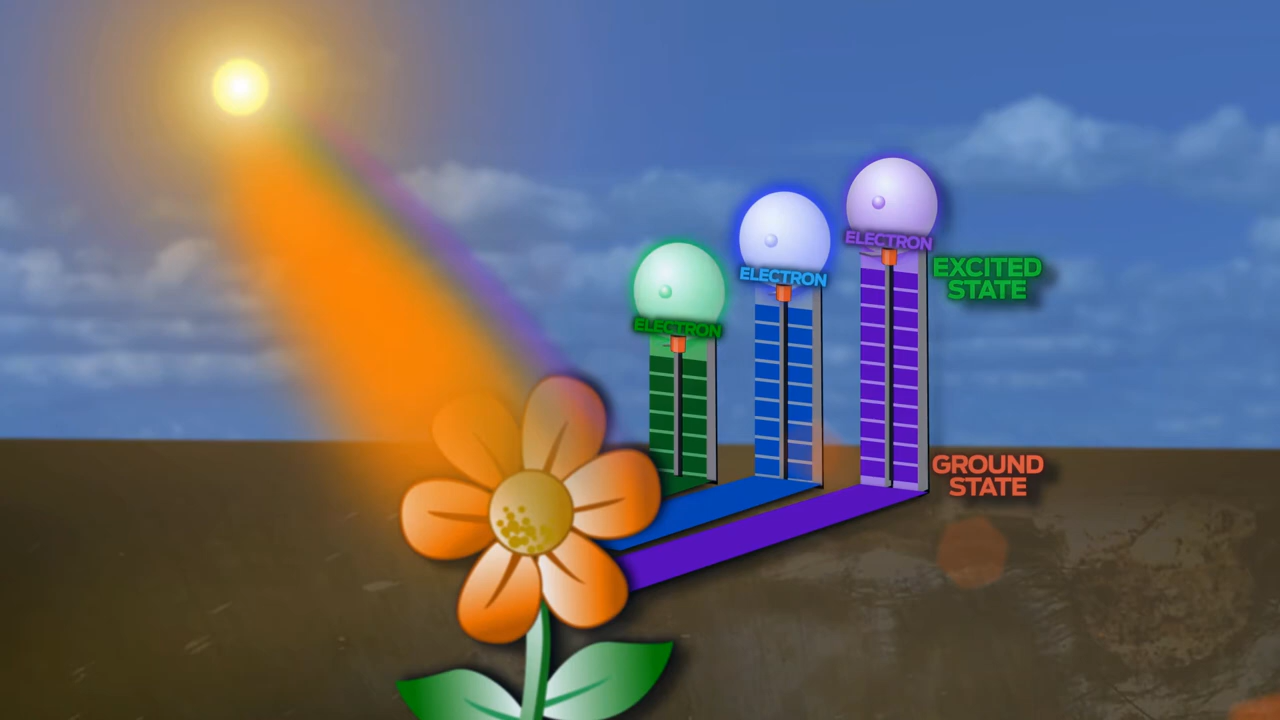 ELECTRON
ELECTRON
ELECTRON
EXCITED
STATE
GROUND
STATE